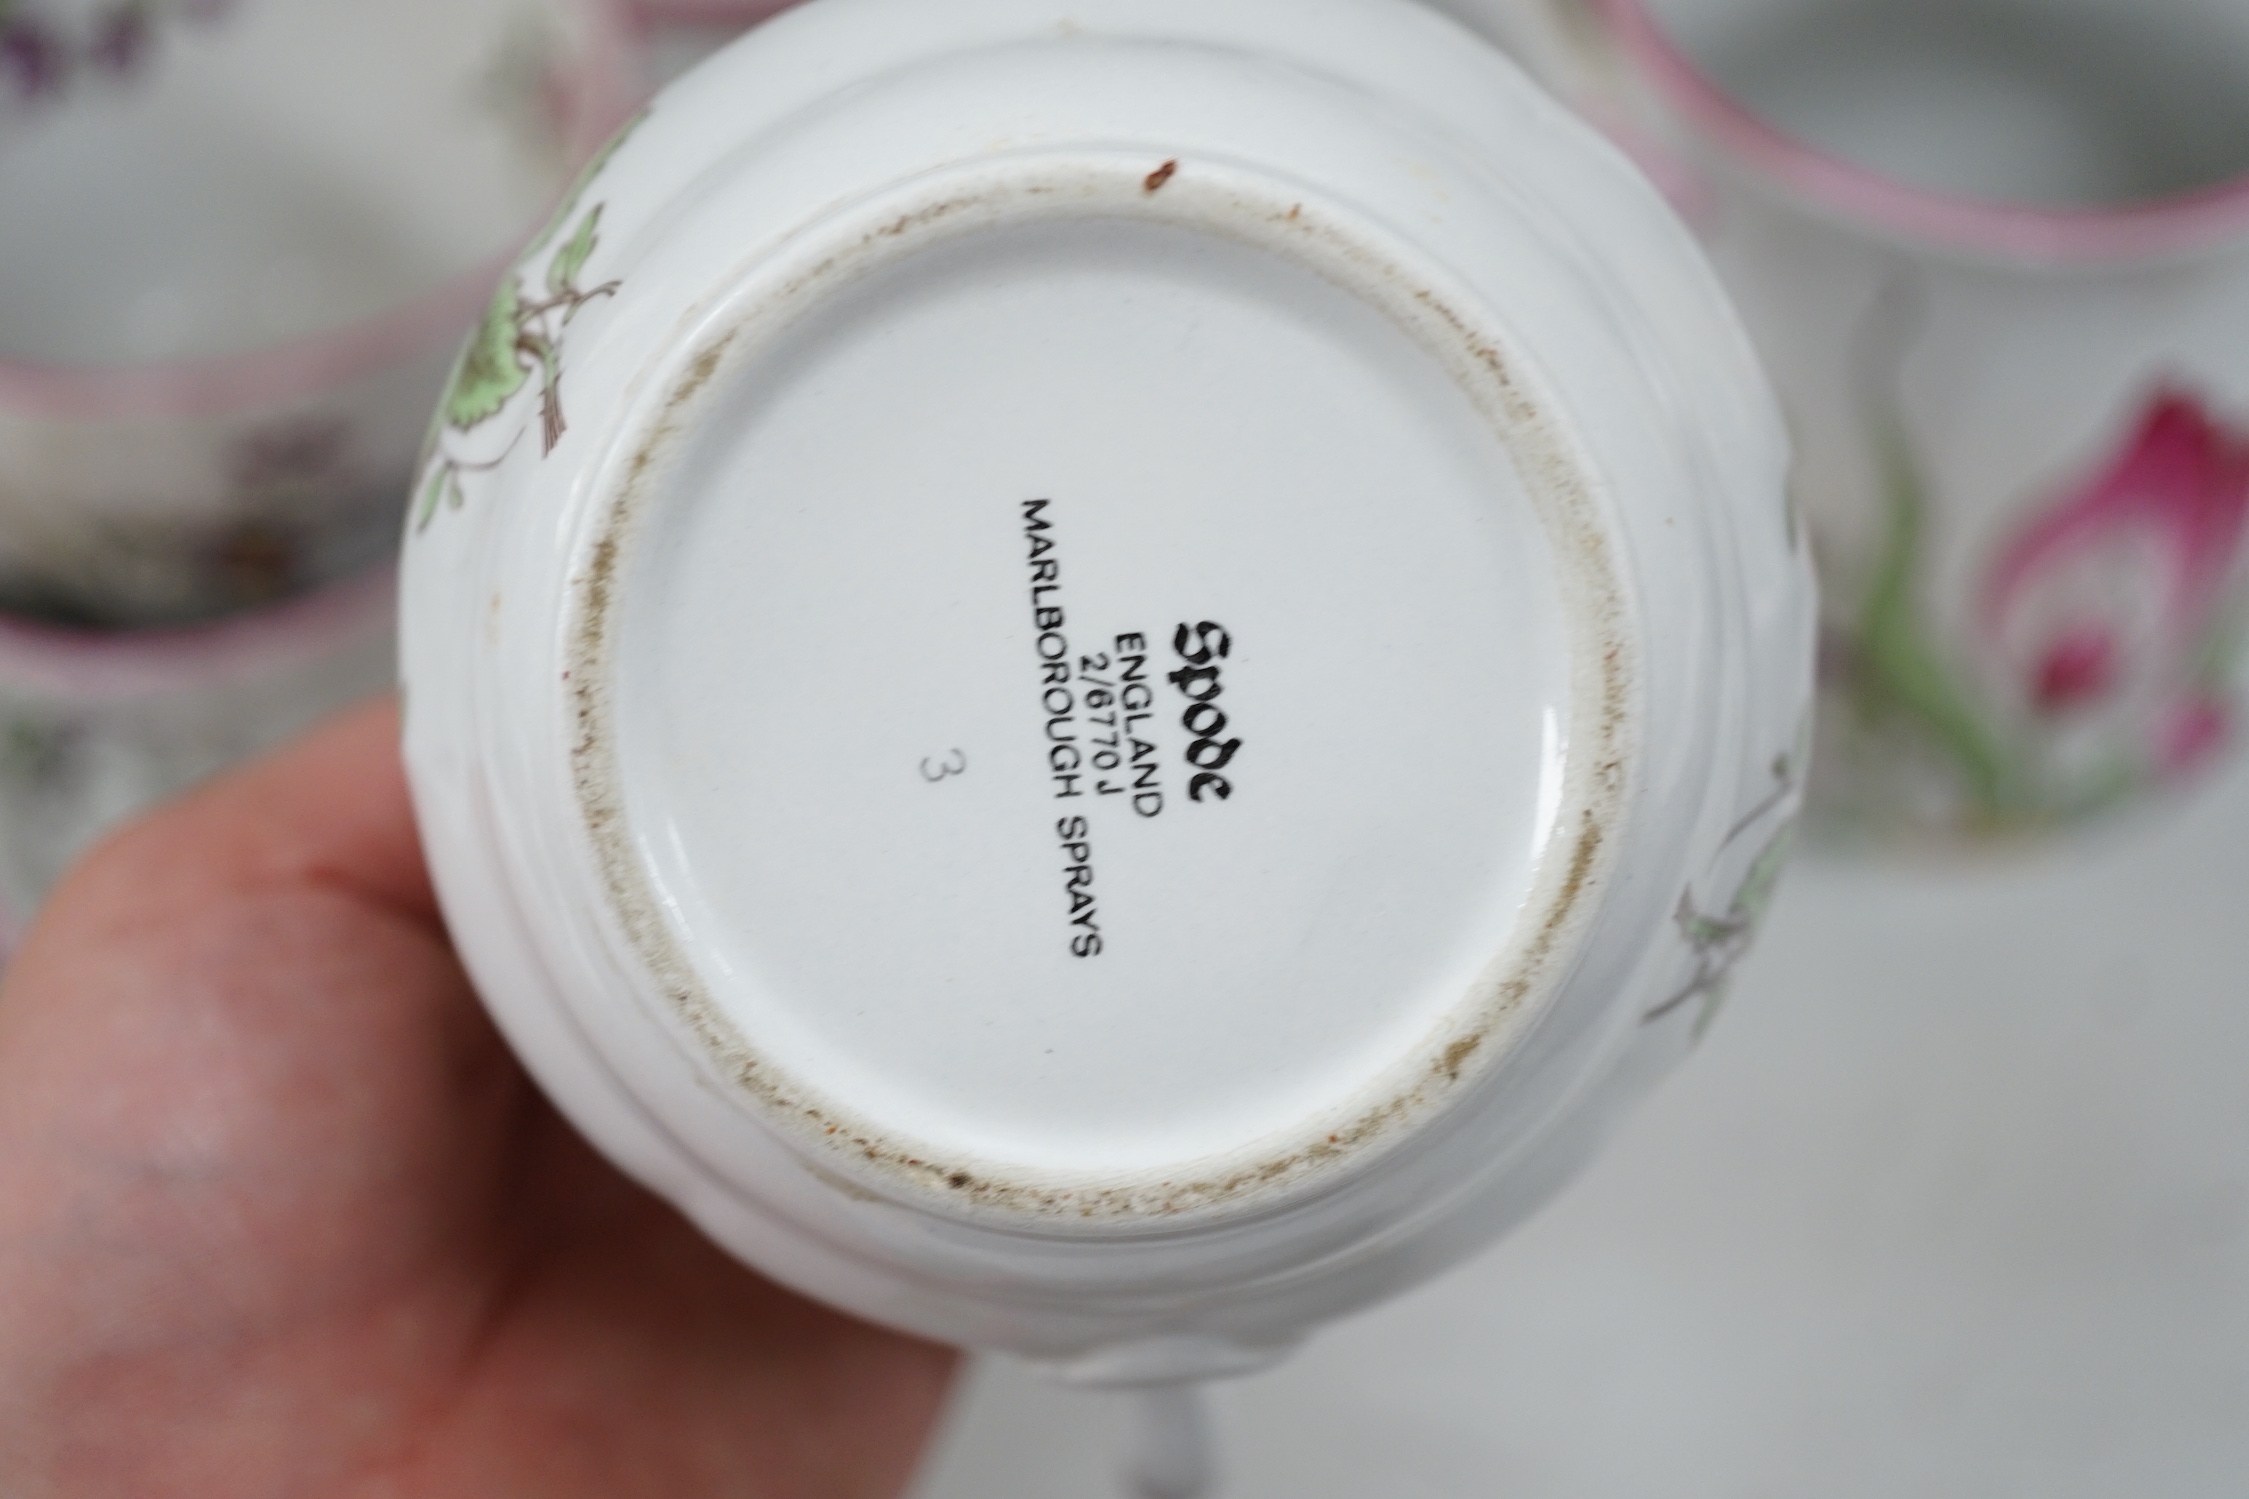 Spode
ENGLAND
2/6770 J
MARLBOROUGH SPRAYS
3